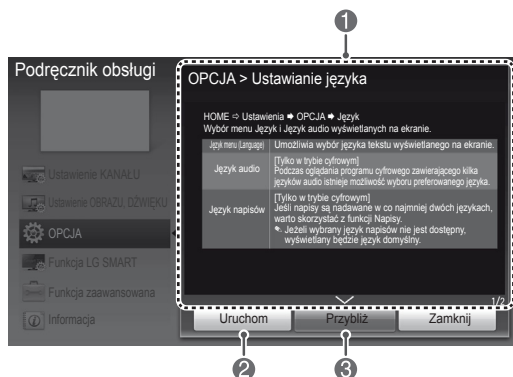 1
Podręcznik obsługi
Ustawienie KANAŁU
Ustawienie OBRAZU, DŹWIĘKU
OPCJA
Funkcja LG SMART
Funkcja zaawansowana
Informacja
OPCJA > Ustawianie języka
HOME ⇨ Ustawienia ➡ OPCJA ➡ Język
Wybór menu Język i Język audio wyświetlanych na ekranie.
Język menu (Language) Umożliwia wybór języka tekstu wyświetlanego na ekranie.
Język audio
[Tylko w trybie cyfrowym]
Podczas oglądania programu cyfrowego zawierającego kilka
języków audio istnieje możliwość wyboru preferowanego języka.
Język napisów
[Tylko w trybie cyfrowym]
Jeśli napisy są nadawane w co najmniej dwóch językach,
warto skorzystać z funkcji Napisy.
Jeżeli wybrany język napisów nie jest dostępny,
wyświetlany będzie język domyślny.
1/2
Uruchom
Przybliż
Zamknij
2
3